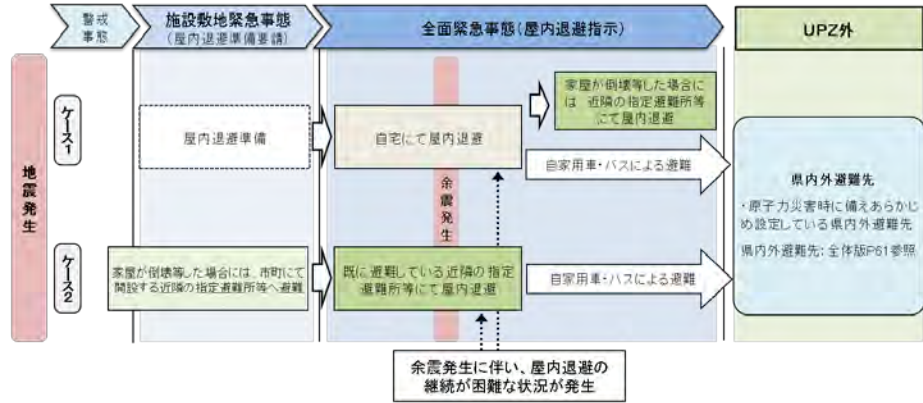 警戒
事態
施設敷地緊急事態
(屋内退避準備要請)
全面緊急事態(屋内退避指示)
UPZ外
地震発生
ケース1
屋内退避準備
自宅にて屋内退避
家屋が倒壊等した場合に
は 近隣の指定避難所等
にて屋内退避
自家用車・バスによる避難
余震発生
県内外避難先
・原子力災害時に備えあらかじ
め設定している県内外避難先
県内外避難先: 全体版P61参照
ケース2
家屋が倒壊等した場合には、市町にて
開設する近隣の指定避難所等へ避難
既に避難している近隣の指定
避難所等にて屋内退避
自家用車・バスによる避難
余震発生に伴い、屋内退避の
継続が困難な状況が発生